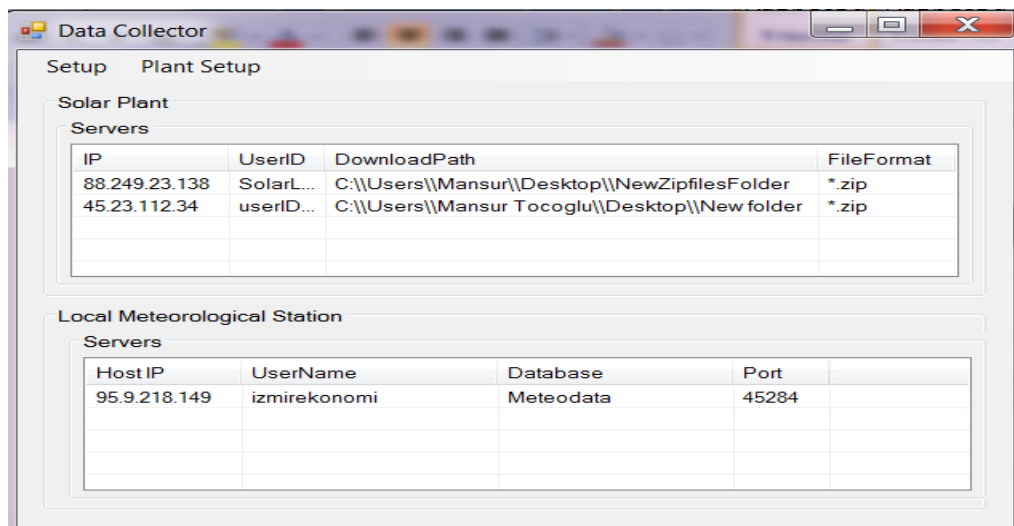 Data Collector
Setup Plant Setup
Solar Plant
Servers
IP UserID DownloadPath FileFormat
88.249.23.138 SolarL... C:\\Users\\Mansur\\Desktop\\NewZipfilesFolder *.zip
45.23.112.34 userID... C:\\Users\\Mansur Tocoglu\\Desktop\\New folder *.zip
Local Meteorological Station
Servers
Host IP UserName Database Port
95.9.218.149 izmirekonomi Meteodata 45284